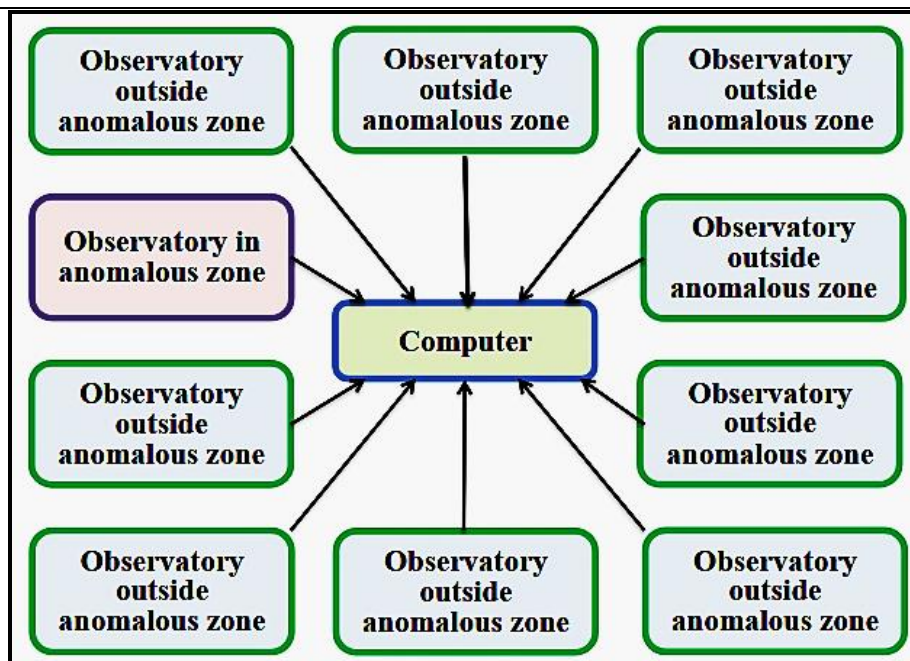 Observatory
outside
anomalous zone
Observatory
outside
anomalous zone
Observatory
outside
anomalous zone
Observatory in
anomalous zone
Observatory
outside
anomalous zone
Computer
Observatory
outside
anomalous zone
Observatory
outside
anomalous zone
Observatory
outside
anomalous zone
Observatory
outside
anomalous zone
Observatory
outside
anomalous zone